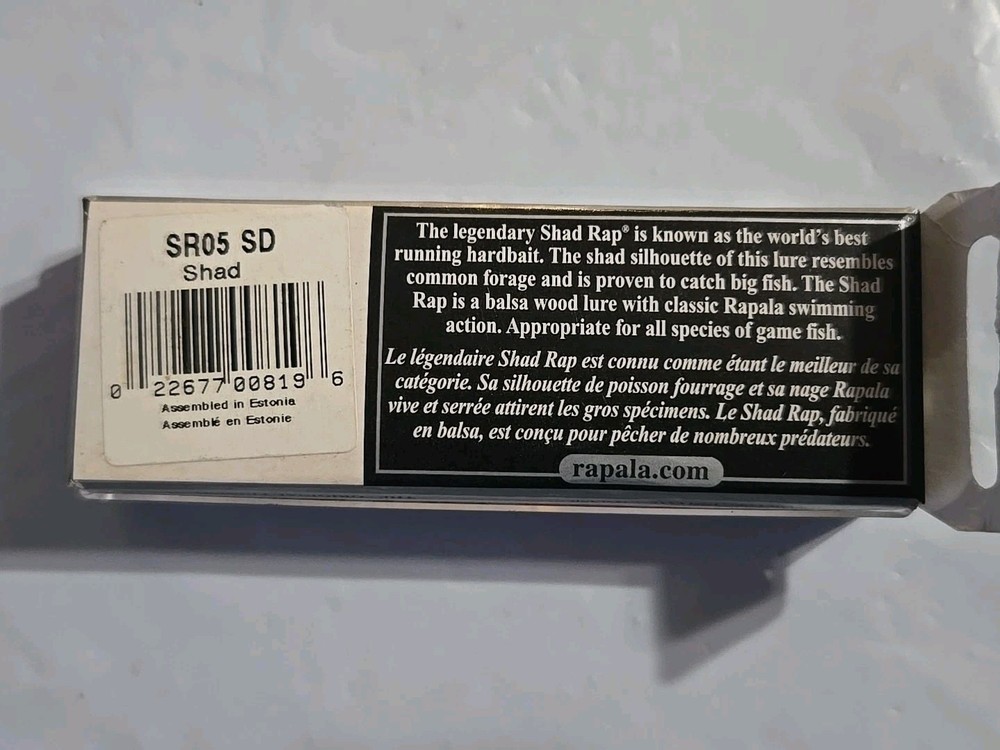 SR05 SD
Shad
0 22677 00819 6
Assembled in Estonia
Assemblé en Estonie
The legendary Shad Rap® is known as the world's best
running hardbait. The shad silhouette of this lure resembles
common forage and is proven to catch big fish. The Shad
Rap is a balsa wood lure with classic Rapala swimming
action. Appropriate for all species of game fish.
Le légendaire Shad Rap est connu comme étant le meilleur de sa
catégorie. Sa silhouette de poisson fourrage et sa nage Rapala
vive et serrée attirent les gros spécimens. Le Shad Rap, fabriqué
en balsa, est conçu pour pêcher de nombreux prédateurs.
rapala.com